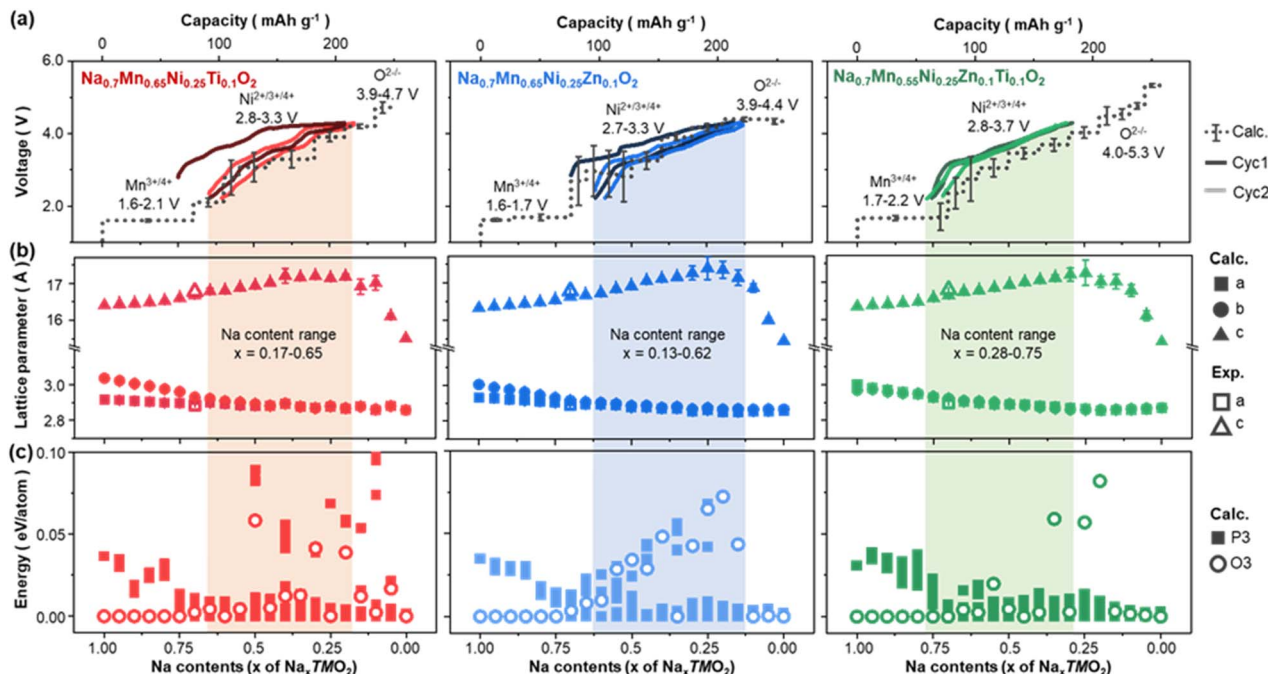 (a)
Capacity ( mAh g⁻¹ )
0 100 200
Capacity ( mAh g⁻¹ )
0 100 200
Capacity ( mAh g⁻¹ )
0 100 200
Voltage ( V )
6.0
4.0
2.0
Na₀.₇Mn₀.₆₅Ni₀.₂₅Ti₀.₁O₂
O²⁻/⁻
3.9-4.7 V
Ni²⁺/³⁺/⁴⁺
2.8-3.3 V
Mn³⁺/⁴⁺
1.6-2.1 V
Na₀.₇Mn₀.₆₅Ni₀.₂₅Zn₀.₁O₂
O²⁻/⁻
3.9-4.4 V
Ni²⁺/³⁺/⁴⁺
2.7-3.3 V
Mn³⁺/⁴⁺
1.6-1.7 V
Na₀.₇Mn₀.₅₅Ni₀.₂₅Zn₀.₁Ti₀.₁O₂
Ni²⁺/³⁺/⁴⁺
2.8-3.7 V
O²⁻/⁻
4.0-5.3 V
Mn³⁺/⁴⁺
1.7-2.2 V
Calc.
Cyc1
Cyc2
(b)
Lattice parameter ( Å )
17
16
3.0
2.8
Na content range
x = 0.17-0.65
Na content range
x = 0.13-0.62
Na content range
x = 0.28-0.75
Calc.
a
b
c
Exp.
a
c
(c)
Energy ( eV/atom )
0.10
0.05
0.00
Calc.
P3
O3
1.00 0.75 0.5 0.25 0.00
Na contents (x of NaₓTMO₂)
1.00 0.75 0.5 0.25 0.00
Na contents (x of NaₓTMO₂)
1.00 0.75 0.5 0.25 0.00
Na contents (x of NaₓTMO₂)